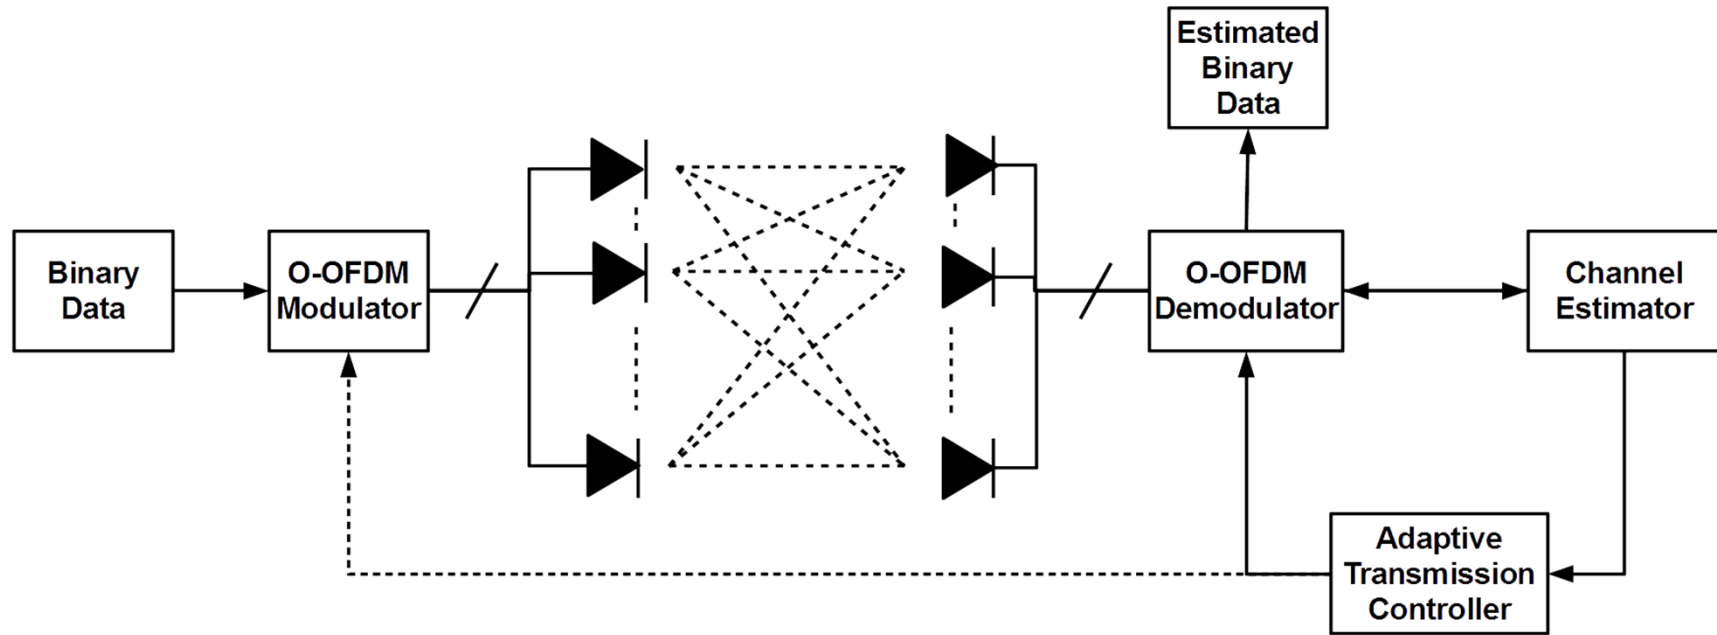 Estimated
Binary
Data
Binary
Data
O-OFDM
Modulator
O-OFDM
Demodulator
Channel
Estimator
Adaptive
Transmission
Controller